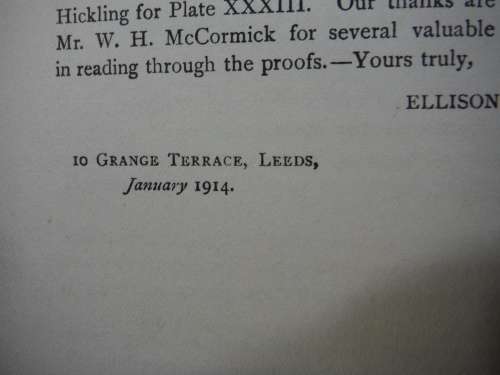 Hickling for Plate XXXIII. Our thanks are
Mr. W. H. McCormick for several valuable
in reading through the proofs.—Yours truly,
ELLISON
10 GRANGE TERRACE, LEEDS,
January 1914.